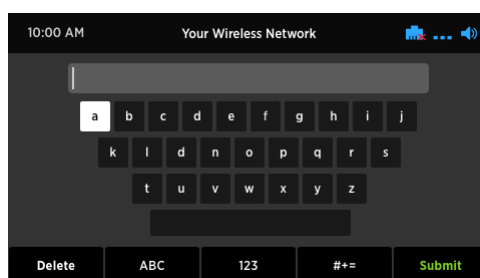 10:00 AM Your Wireless Network
a b c d e f g h i j
k l d n o p q r s
t u v w x y z
Delete ABC 123 #+= Submit